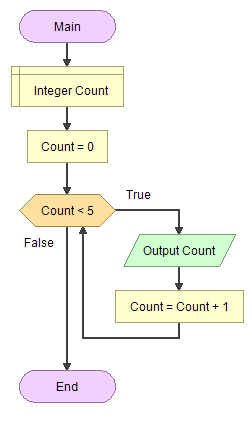 Main
Integer Count
Count = 0
Count < 5
True
False
Output Count
Count = Count + 1
End